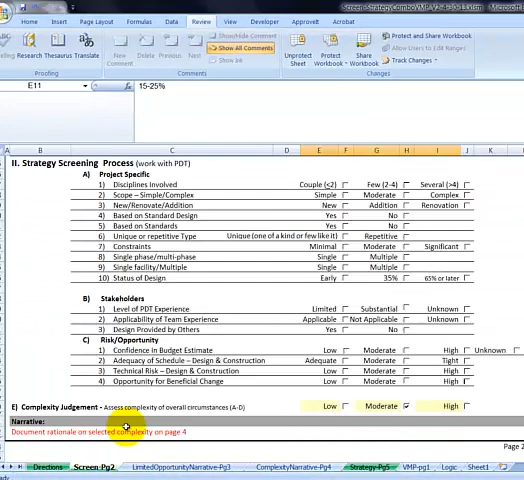 Screen-StrategyComboVMP_V2-4-
Home Insert Page Layout Formulas Data Review View Developer Approveit Acrobat
Research Thesaurus Translate
Proofing
New Comment Delete Previous Next
Show/Hide Comment
Show All Comments
Show Ink
Comments
Unprotect Sheet Protect Workbook Share Workbook
Protect and Share Workbook
Allow Users to Edit Ranges
Track Changes
Changes
E11 fx 15-25%
A B C D E F G H I J K
II. Strategy Screening Process (work with PDT)
A) Project Specific
1) Disciplines Involved Couple (<2) Few (2-4) Several (>4)
2) Scope – Simple/Complex Simple Moderate Complex
3) New/Renovate/Addition New Addition Renovation
4) Based on Standard Design Yes No
5) Based on Standards Yes No
6) Unique or repetitive Type Unique (one of a kind or few like it) Repetitive
7) Constraints Minimal Moderate Significant
8) Single phase/multi-phase Single Multiple
9) Single facility/Multiple Single Multiple
10) Status of Design Early 35% 65% or later
B) Stakeholders
1) Level of PDT Experience Limited Substantial Unknown
2) Applicability of Team Experience Applicable Not Applicable Unknown
3) Design Provided by Others Yes No
C) Risk/Opportunity
1) Confidence in Budget Estimate Low Moderate High Unknown
2) Adequacy of Schedule – Design & Construction Adequate Moderate Tight
3) Technical Risk – Design & Construction Low Moderate High
4) Opportunity for Beneficial Change Low Moderate High
E) Complexity Judgement - Assess complexity of overall circumstances (A-D) Low Moderate High
Narrative:
Document rationale on selected complexity on page 4
Page 2
Directions Screen-Pg2 LimitedOpportunityNarrative-Pg3 ComplexityNarrative-Pg4 Strategy-Pg5 VMP-pg1 Logic Sheet1